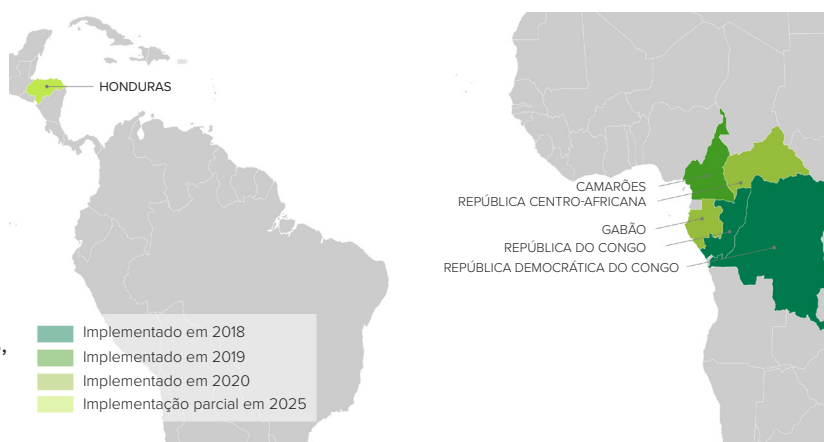 HONDURAS
CAMARÕES
REPÚBLICA CENTRO-AFRICANA
GABÃO
REPÚBLICA DO CONGO
REPÚBLICA DEMOCRÁTICA DO CONGO
,
Implementado em 2018
Implementado em 2019
Implementado em 2020
Implementação parcial em 2025